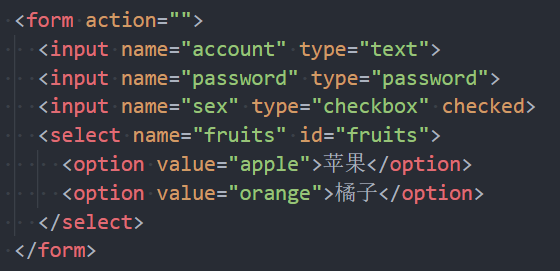 <form action="">
<input name="account" type="text">
<input name="password" type="password">
<input name="sex" type="checkbox" checked>
<select name="fruits" id="fruits">
<option value="apple">苹果</option>
<option value="orange">橘子</option>
</select>
</form>